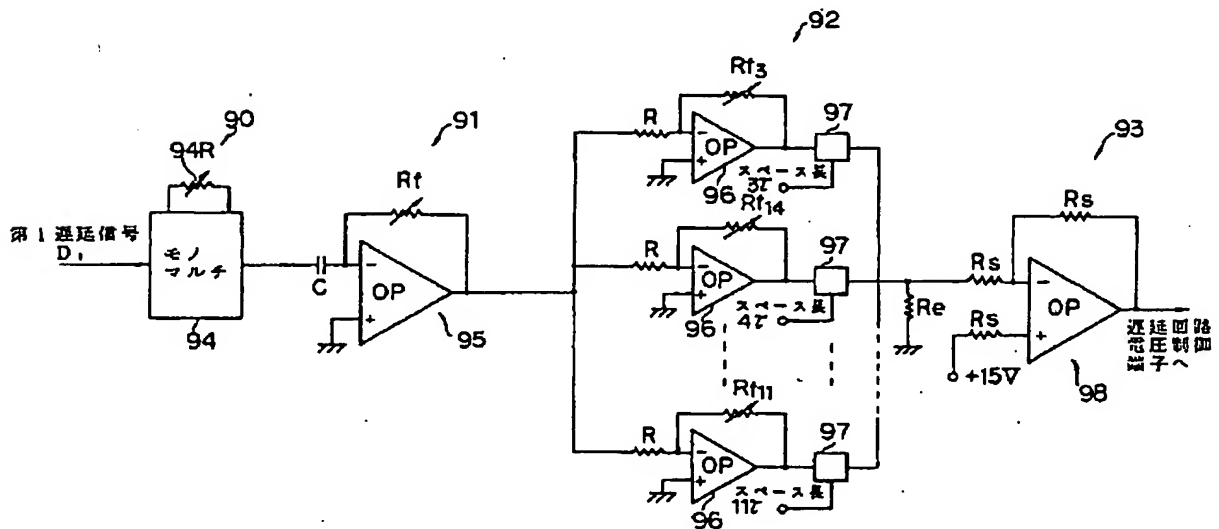 92
90
91
93
94R
Rf
R
Rf3
OP
96
97
スペース長
3τ
第1遅延信号
D1
モノ
マルチ
94
C
OP
95
R
Rf14
OP
96
97
スペース長
4τ
Re
Rs
Rs
Rs
+15V
OP
98
遅延回路
電圧制御
端子へ
R
Rf11
OP
96
97
スペース長
11τ